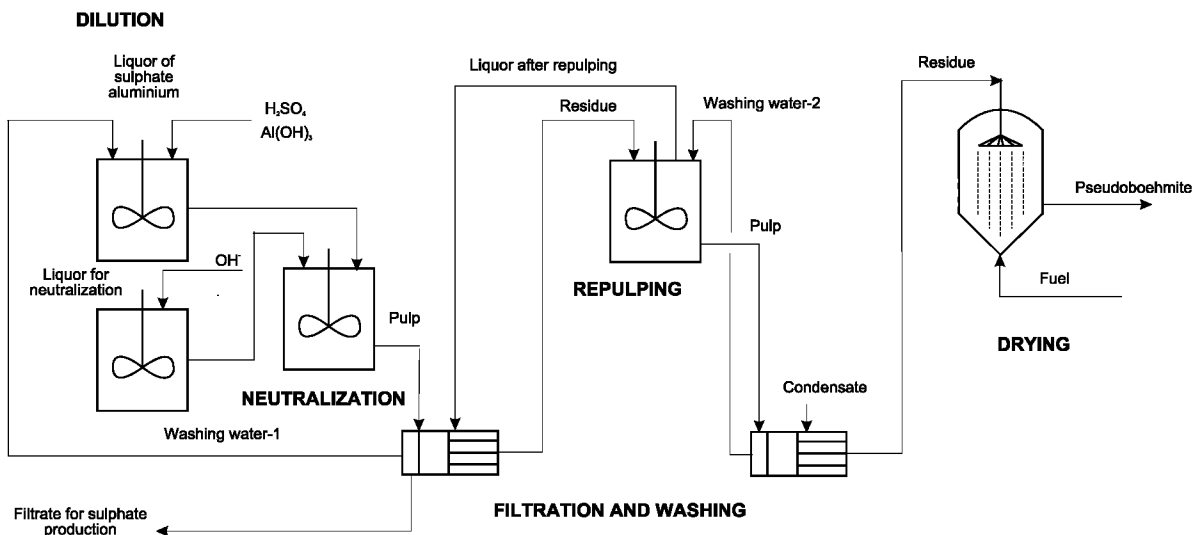 DILUTION
Liquor of
sulphate
aluminium
H₂SO₄
Al(OH)₃
Liquor for
neutralization
OH⁻
Pulp
NEUTRALIZATION
Washing water-1
Filtrate for sulphate
production
Liquor after repulping
Residue
Washing water-2
Pulp
REPULPING
Condensate
FILTRATION AND WASHING
Residue
Pseudoboehmite
Fuel
DRYING